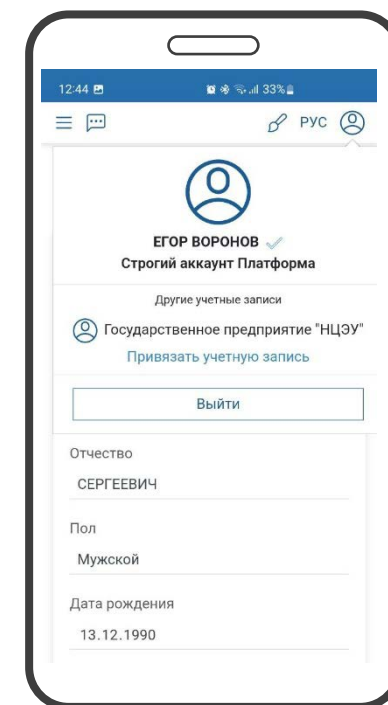 12:44 33%
РУС
ЕГОР ВОРОНОВ
Строгий аккаунт Платформа
Другие учетные записи
Государственное предприятие "НЦЭУ"
Привязать учетную запись
Выйти
Отчество
СЕРГЕЕВИЧ
Пол
Мужской
Дата рождения
13.12.1990